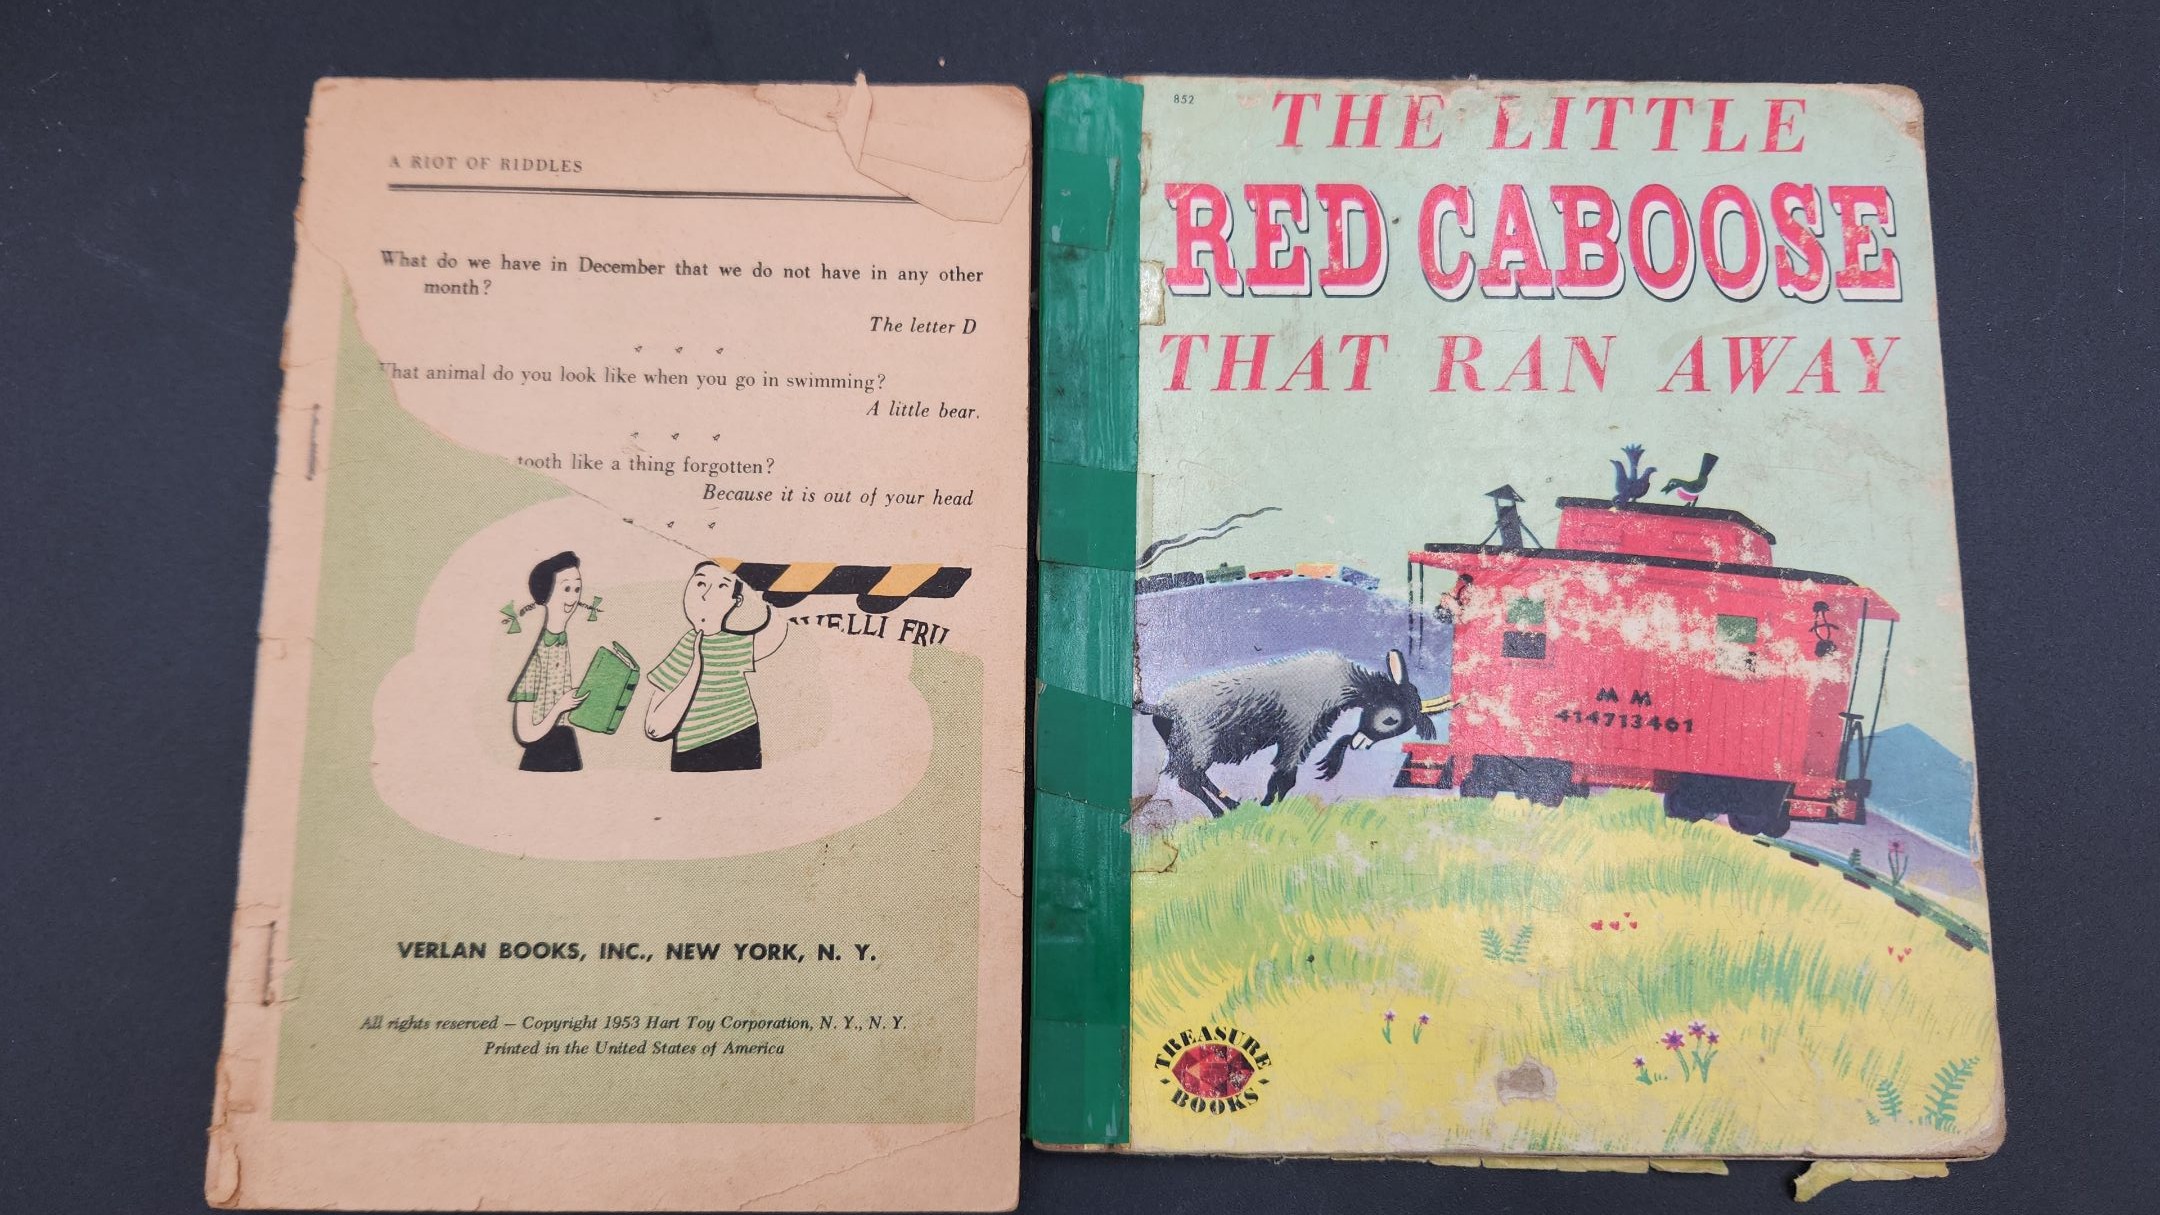 A RIOT OF RIDDLES
What do we have in December that we do not have in any other
month?
The letter D
What animal do you look like when you go in swimming?
A little bear.
tooth like a thing forgotten?
Because it is out of your head
ELLI FRU
VERLAN BOOKS, INC., NEW YORK, N. Y.
All rights reserved – Copyright 1953 Hart Toy Corporation, N. Y., N. Y.
Printed in the United States of America
852
THE LITTLE
RED CABOOSE
THAT RAN AWAY
M M
414713461
TREASURE
BOOKS